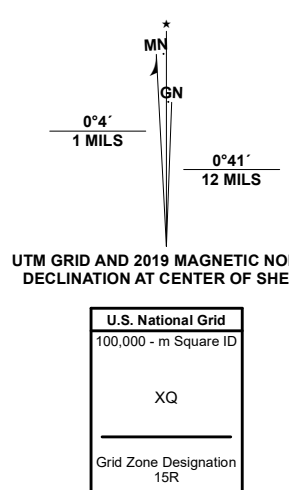 ★
MN
GN
0°4´
1 MILS
0°41´
12 MILS
UTM GRID AND 2019 MAGNETIC NO
DECLINATION AT CENTER OF SHE
U.S. National Grid
100,000 - m Square ID
XQ
Grid Zone Designation
15R